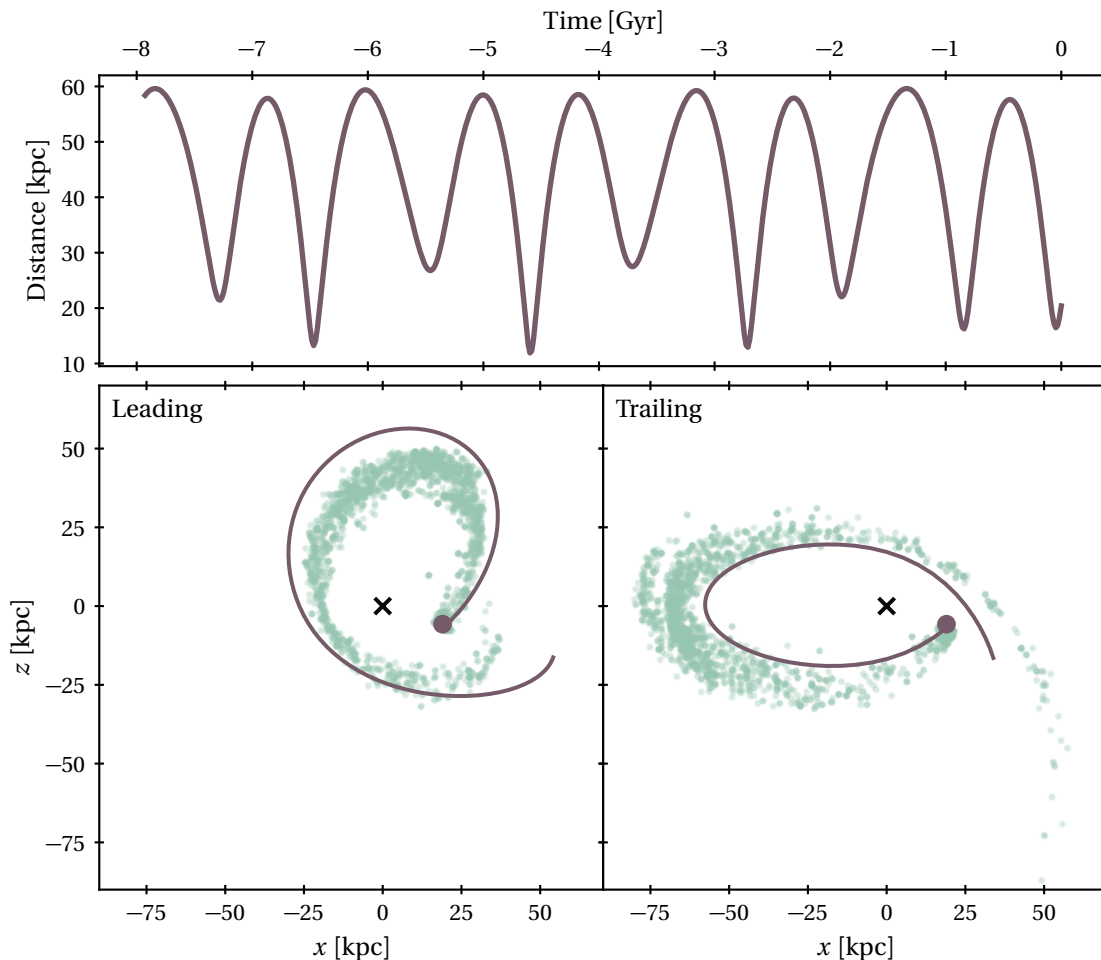 Time [Gyr]
−8 −7 −6 −5 −4 −3 −2 −1 0
Distance [kpc]
60
50
40
30
20
10
Leading
Trailing
z [kpc]
50
25
0
−25
−50
−75
−75 −50 −25 0 25 50
−75 −50 −25 0 25 50
x [kpc]
x [kpc]